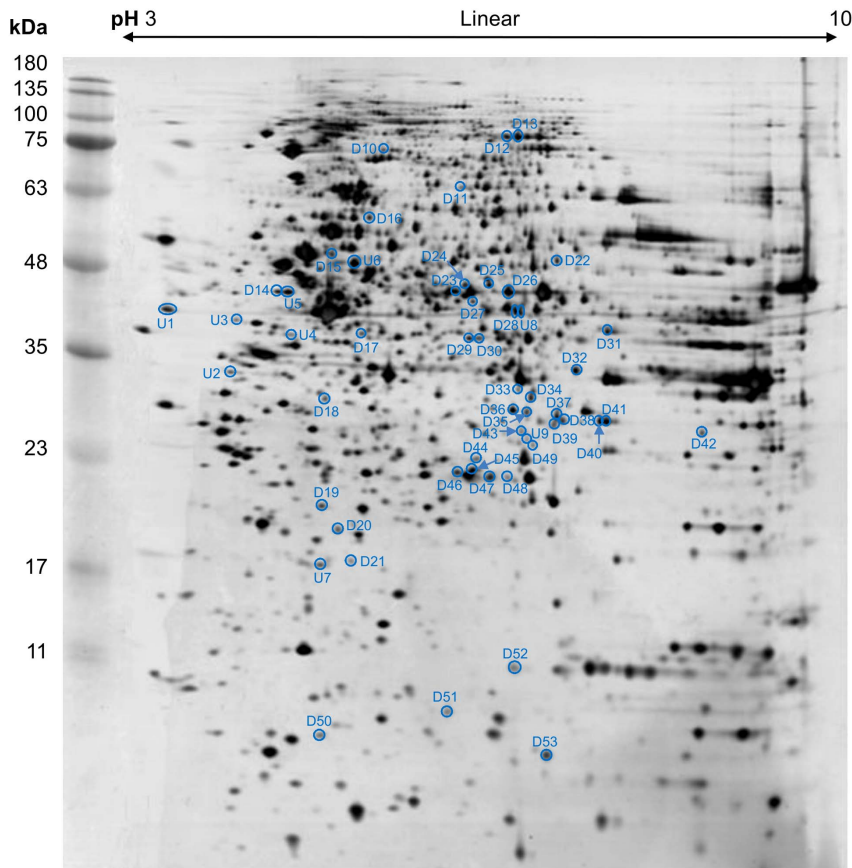 kDa
pH 3 Linear 10
180
135
100
75
63
48
35
23
17
11
D13
D12
D10
D11
D16
D15
U6
D24
D25
D22
D23
D26
D14
U5
D27
U1
U3
U4
D17
D28
U8
D31
D29
D30
D32
U2
D18
D33
D34
D36
D37
D35
D38
D41
D43
U9
D39
D40
D42
D44
D45
D49
D46
D47
D48
D19
D20
D21
U7
D52
D51
D50
D53